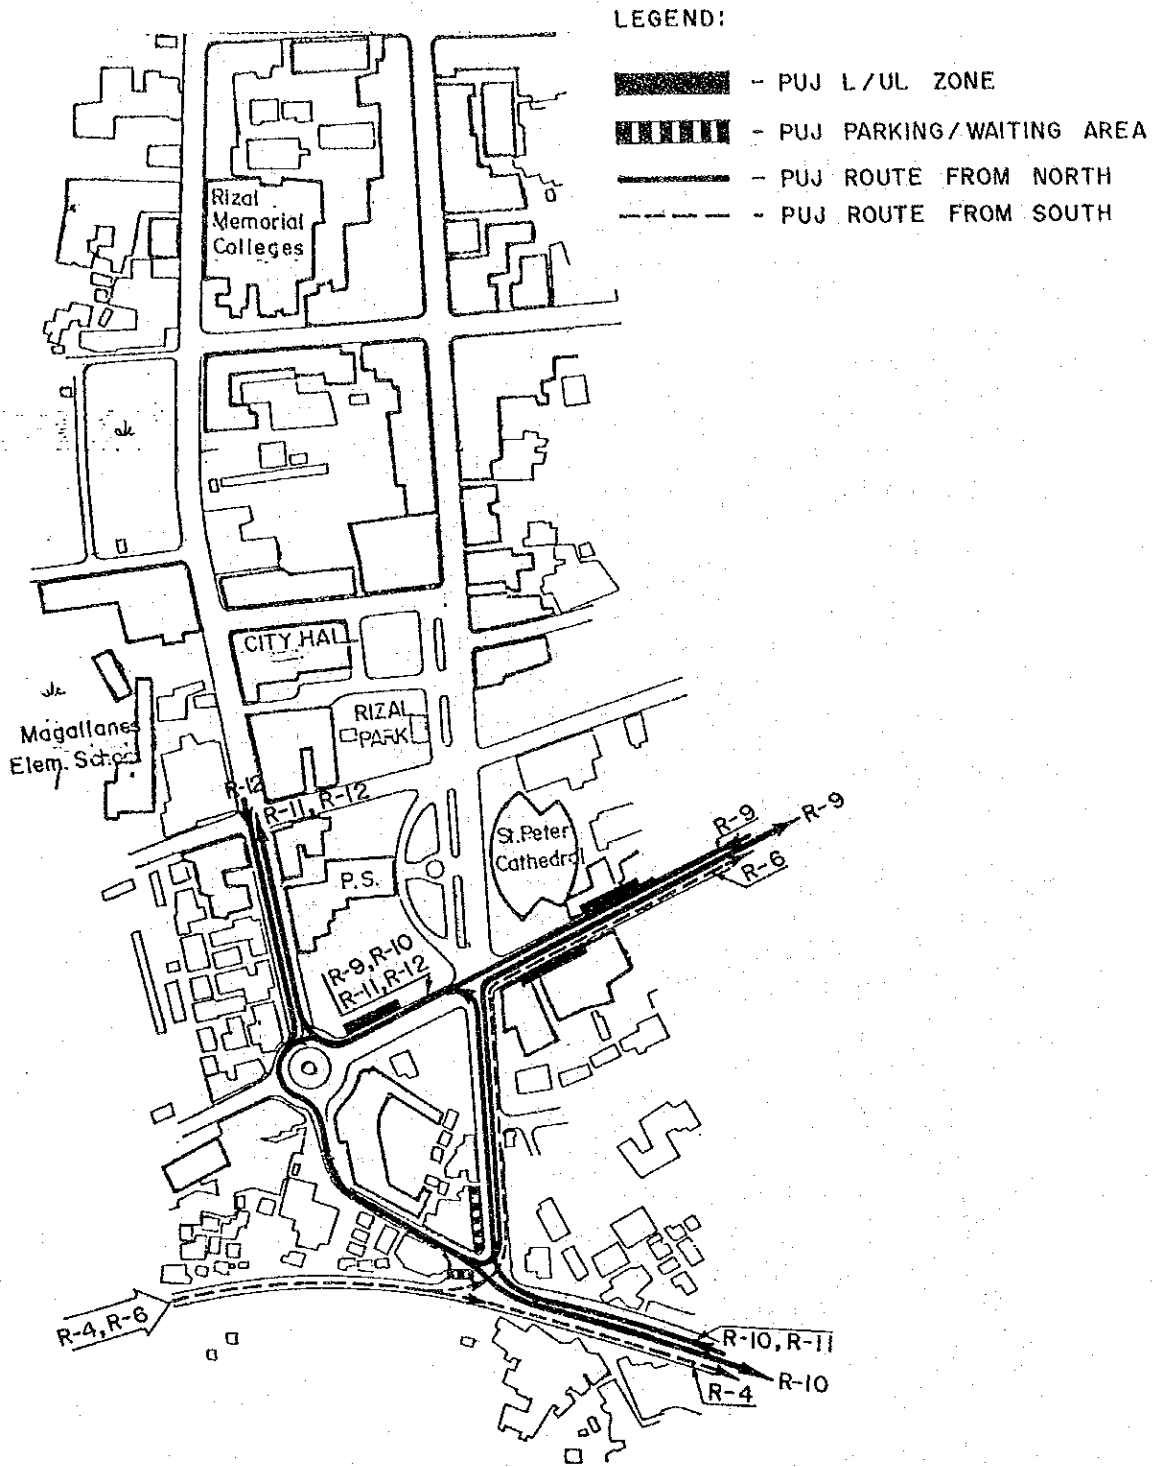 LEGEND:
- PUJ L/UL ZONE
- PUJ PARKING/WAITING AREA
- PUJ ROUTE FROM NORTH
- PUJ ROUTE FROM SOUTH
Rizal
Memorial
Colleges
CITY HALL
RIZAL
PARK
Magallanes
Elem. School
R-12
R-11, R-12
St. Peter
Cathedral
P.S.
R-9
R-9
R-6
R-9, R-10
R-11, R-12
R-4, R-6
R-10, R-11
R-10
R-4